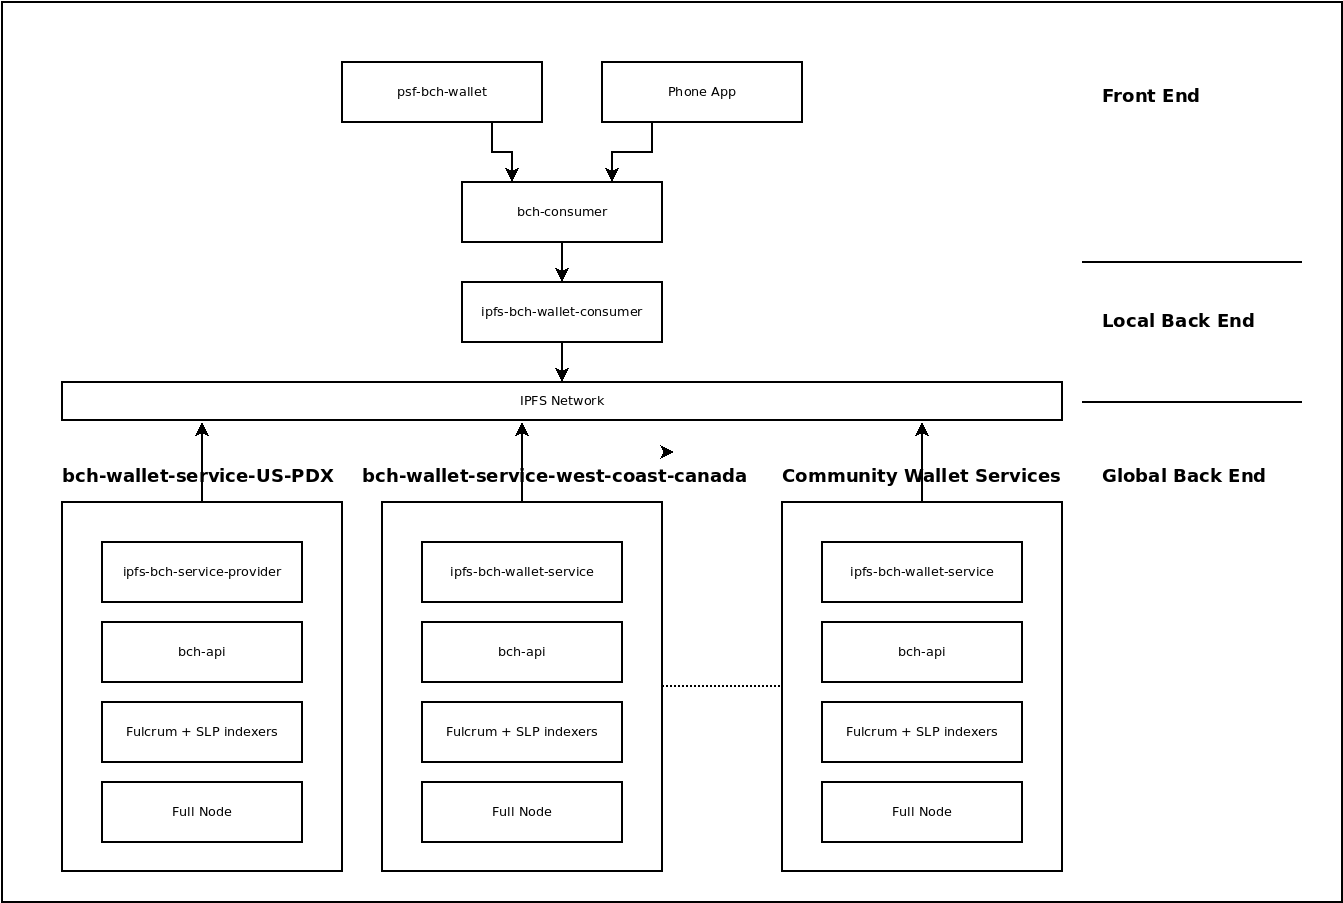 psf-bch-wallet
Phone App
Front End
bch-consumer
ipfs-bch-wallet-consumer
Local Back End
IPFS Network
bch-wallet-service-US-PDX
bch-wallet-service-west-coast-canada
Community Wallet Services
Global Back End
ipfs-bch-service-provider
bch-api
Fulcrum + SLP indexers
Full Node
ipfs-bch-wallet-service
bch-api
Fulcrum + SLP indexers
Full Node
ipfs-bch-wallet-service
bch-api
Fulcrum + SLP indexers
Full Node